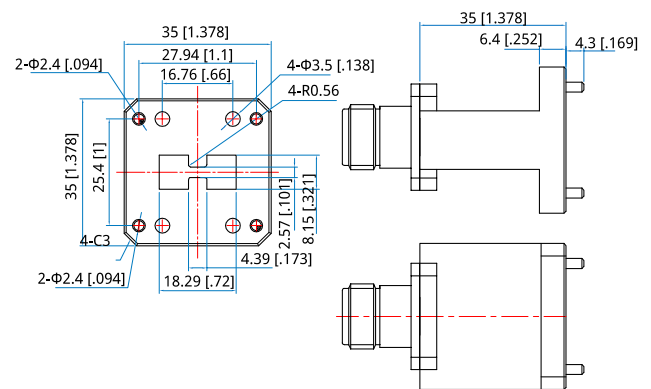 35 [1.378]
27.94 [1.1]
16.76 [.66]
2-Φ2.4 [.094]
4-Φ3.5 [.138]
4-R0.56
35 [1.378]
25.4 [1]
2.57 [.101]
8.15 [.321]
4-C3
4.39 [.173]
2-Φ2.4 [.094]
18.29 [.72]
35 [1.378]
6.4 [.252]
4.3 [.169]